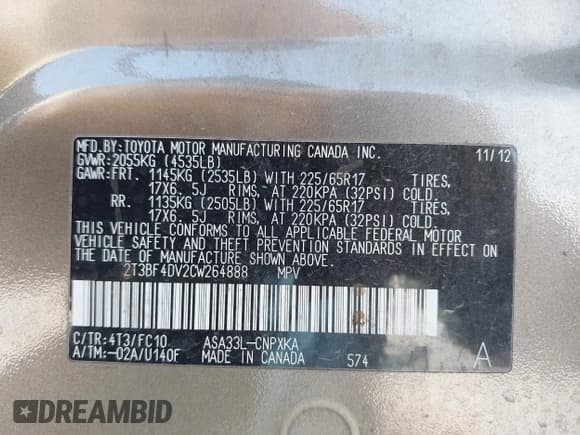 MFD.BY:TOYOTA MOTOR MANUFACTURING CANADA INC. 11/12
GVWR:2055KG (4535LB)
GAWR:FRT. 1145KG (2535LB) WITH 225/65R17 TIRES,
17X6. 5J RIMS, AT 220KPA (32PSI) COLD.
RR. 1135KG (2505LB) WITH 225/65R17 TIRES,
17X6. 5J RIMS, AT 220KPA (32PSI) COLD.
THIS VEHICLE CONFORMS TO ALL APPLICABLE FEDERAL MOTOR
VEHICLE SAFETY AND THEFT PREVENTION STANDARDS IN EFFECT ON
THE DATE OF MANUFACTURE SHOWN ABOVE.
2T3BF4DV2CW264888 MPV
C/TR:4T3/FC10 ASA33L-CNPXKA
A/TM:-02A/U140F MADE IN CANADA 574 A
DREAMBID